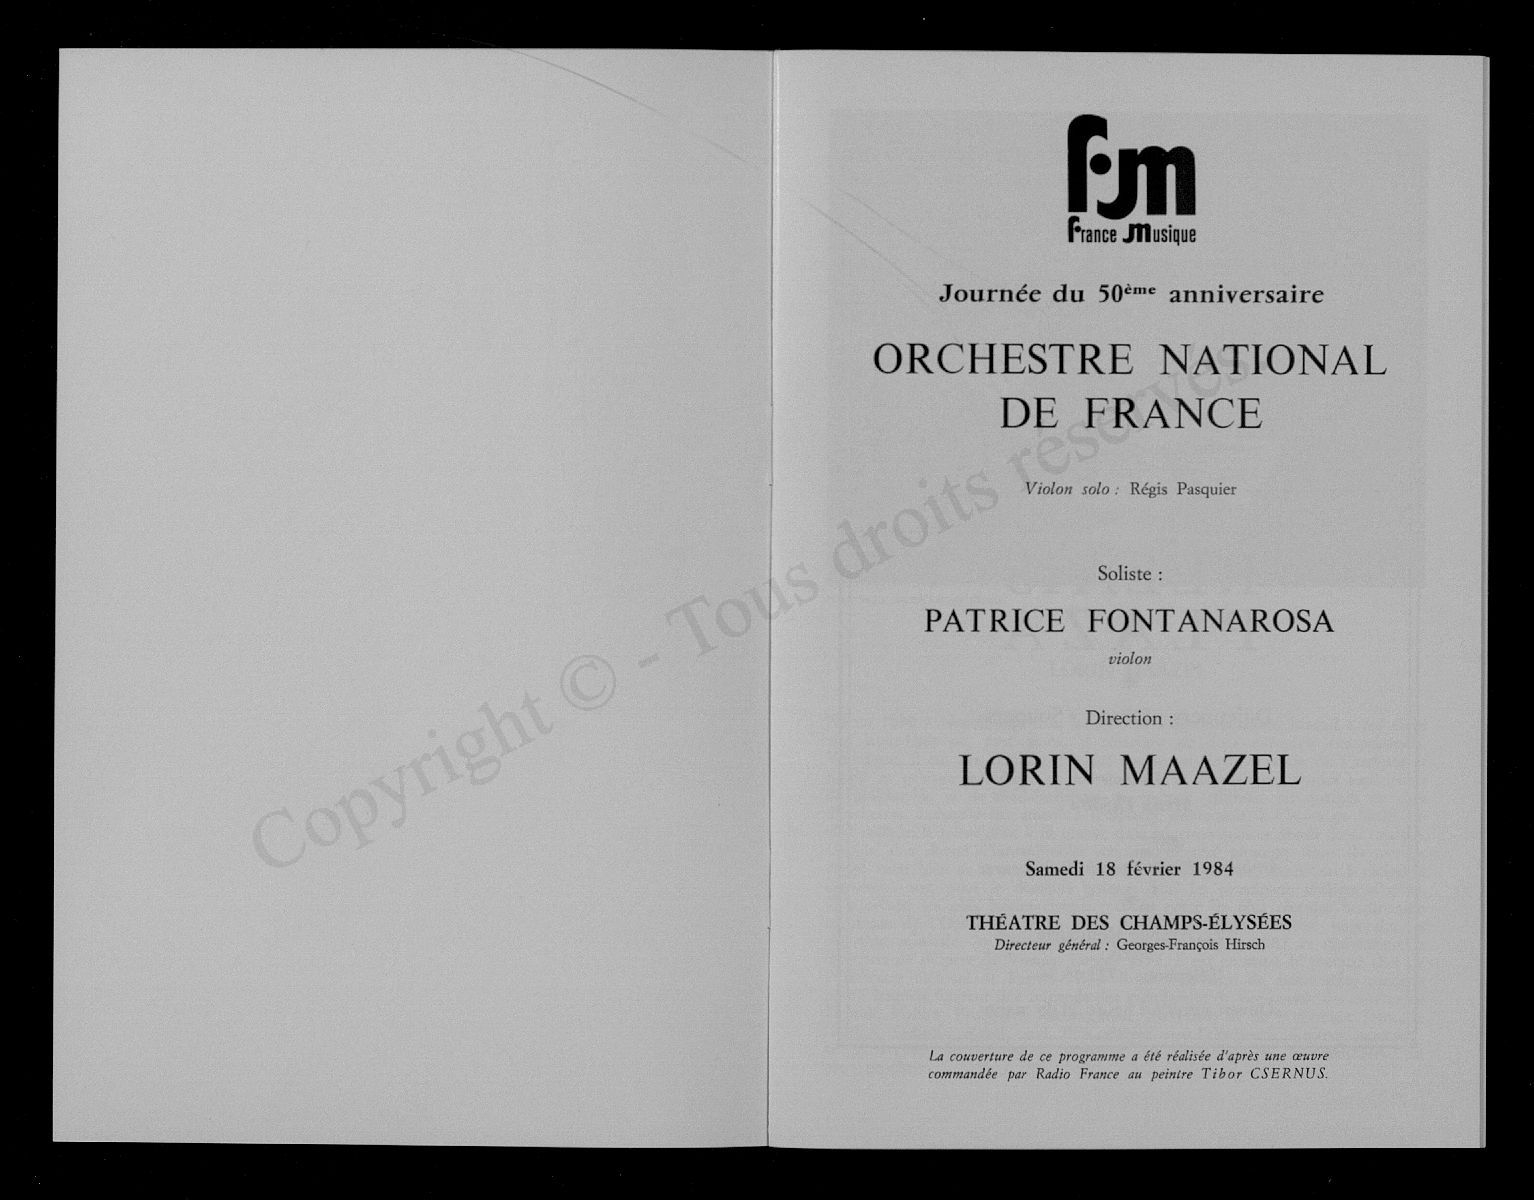 fm
France Musique
Journée du 50ème anniversaire
ORCHESTRE NATIONAL
DE FRANCE
Violon solo : Régis Pasquier
Soliste :
PATRICE FONTANAROSA
violon
Direction :
LORIN MAAZEL
Samedi 18 février 1984
THÉATRE DES CHAMPS-ÉLYSÉES
Directeur général : Georges-François Hirsch
La couverture de ce programme a été réalisée d'après une œuvre
commandée par Radio France au peintre Tibor CSERNUS.
Copyright © - Tous droits réservés